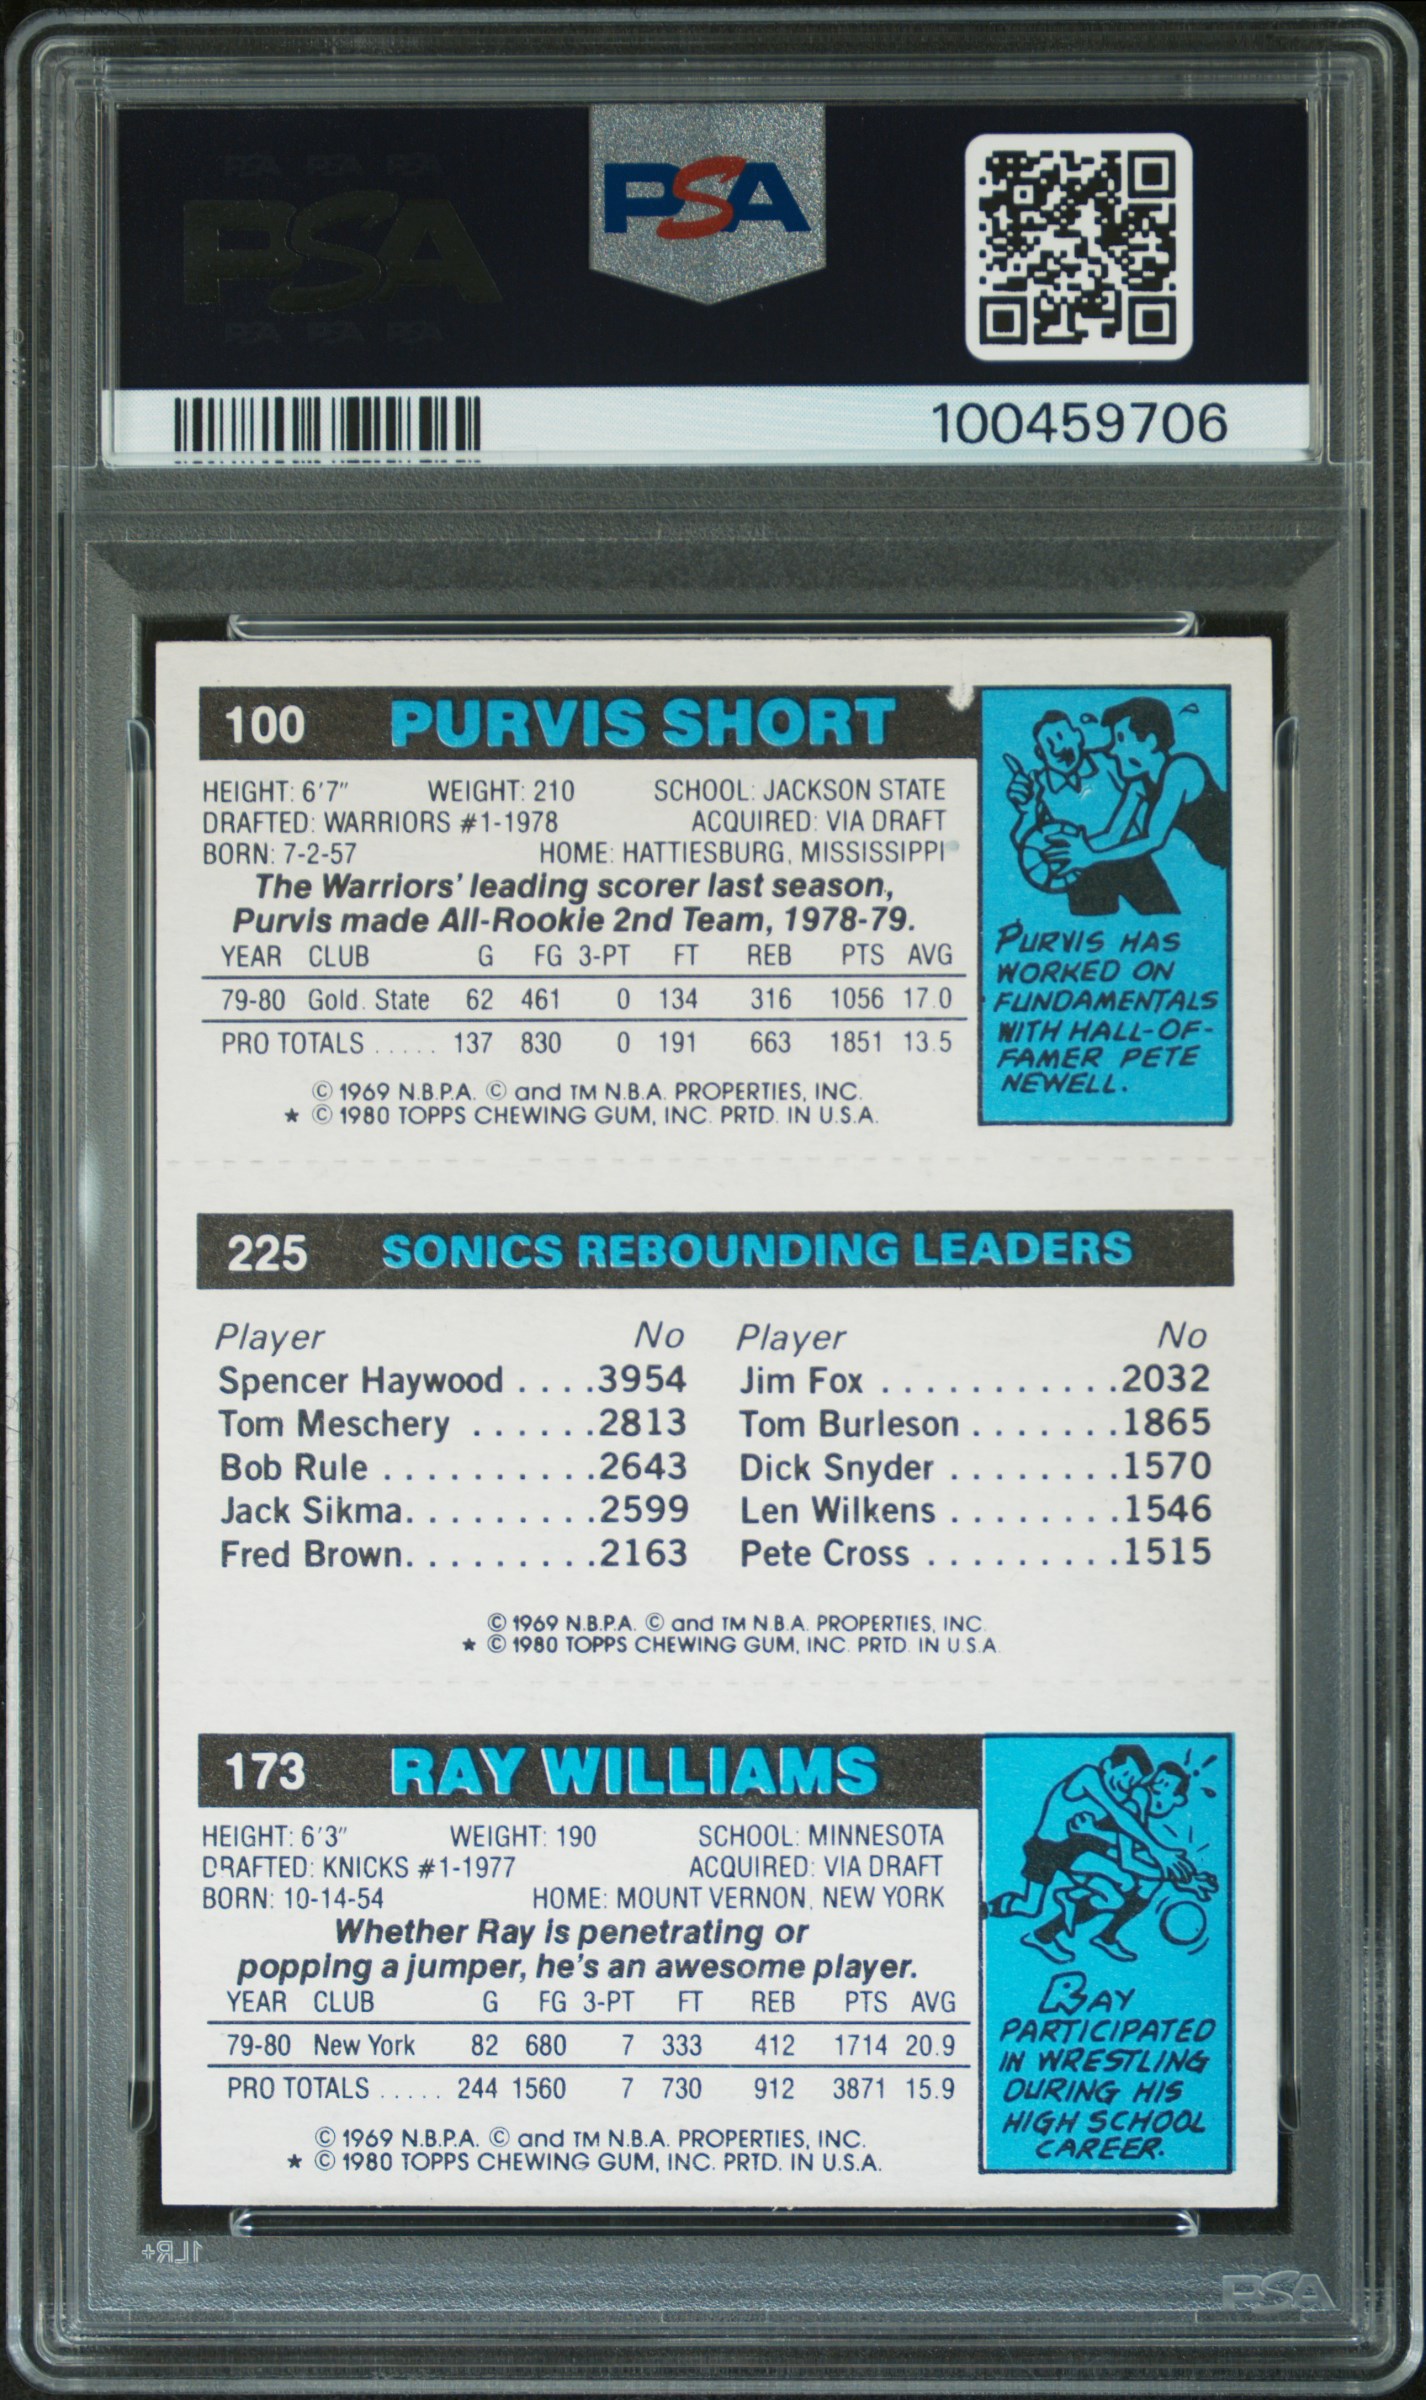 PSA PSA PSA
PSA
PSA PSA PSA
PSA
100459706
100 PURVIS SHORT
HEIGHT: 6'7" WEIGHT: 210 SCHOOL: JACKSON STATE
DRAFTED: WARRIORS #1-1978 ACQUIRED: VIA DRAFT
BORN: 7-2-57 HOME: HATTIESBURG, MISSISSIPPI
The Warriors' leading scorer last season,
Purvis made All-Rookie 2nd Team, 1978-79.
YEAR CLUB G FG 3-PT FT REB PTS AVG
79-80 Gold. State 62 461 0 134 316 1056 17.0
PRO TOTALS ..... 137 830 0 191 663 1851 13.5
© 1969 N.B.P.A. © and TM N.B.A. PROPERTIES, INC.
★ © 1980 TOPPS CHEWING GUM, INC. PRTD. IN U.S.A.
PURVIS HAS
WORKED ON
FUNDAMENTALS
WITH HALL-OF-
FAMER PETE
NEWELL.
225 SONICS REBOUNDING LEADERS
Player No Player No
Spencer Haywood ....3954 Jim Fox ...........2032
Tom Meschery ......2813 Tom Burleson .......1865
Bob Rule ..........2643 Dick Snyder ........1570
Jack Sikma.........2599 Len Wilkens ........1546
Fred Brown.........2163 Pete Cross .........1515
© 1969 N.B.P.A. © and TM N.B.A. PROPERTIES, INC.
★ © 1980 TOPPS CHEWING GUM, INC. PRTD. IN U.S.A.
173 RAY WILLIAMS
HEIGHT: 6'3" WEIGHT: 190 SCHOOL: MINNESOTA
DRAFTED: KNICKS #1-1977 ACQUIRED: VIA DRAFT
BORN: 10-14-54 HOME: MOUNT VERNON, NEW YORK
Whether Ray is penetrating or
popping a jumper, he's an awesome player.
YEAR CLUB G FG 3-PT FT REB PTS AVG
79-80 New York 82 680 7 333 412 1714 20.9
PRO TOTALS ..... 244 1560 7 730 912 3871 15.9
© 1969 N.B.P.A. © and TM N.B.A. PROPERTIES, INC.
★ © 1980 TOPPS CHEWING GUM, INC. PRTD. IN U.S.A.
RAY
PARTICIPATED
IN WRESTLING
DURING HIS
HIGH SCHOOL
CAREER.
1LR+
PSA